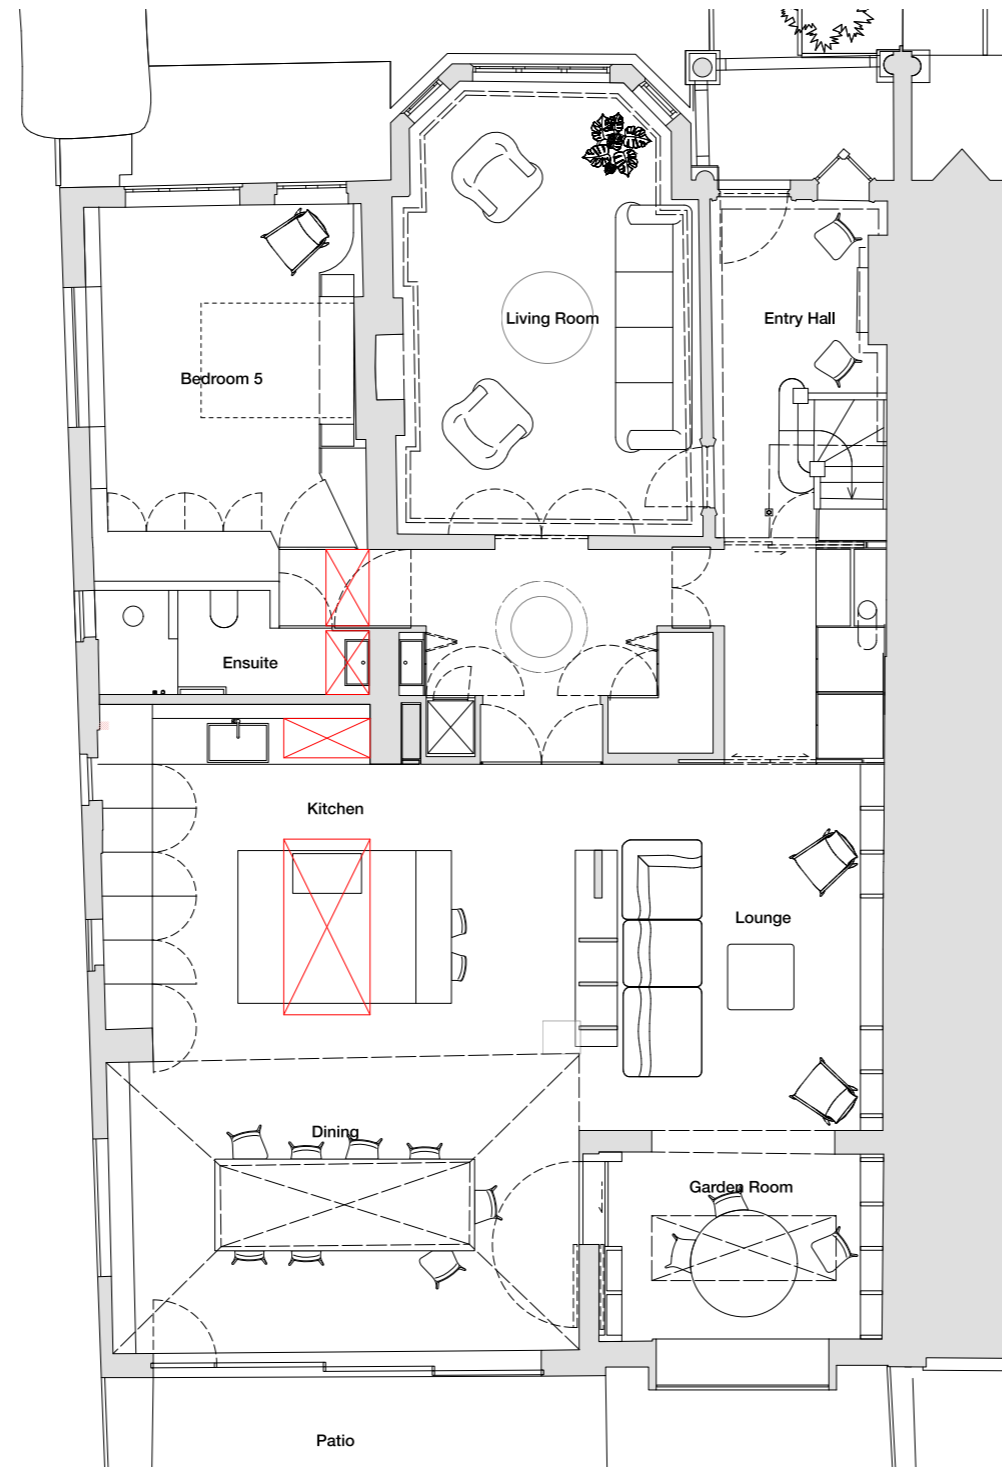 Living Room
Entry Hall
Bedroom 5
Ensuite
Kitchen
Lounge
Dining
Garden Room
Patio